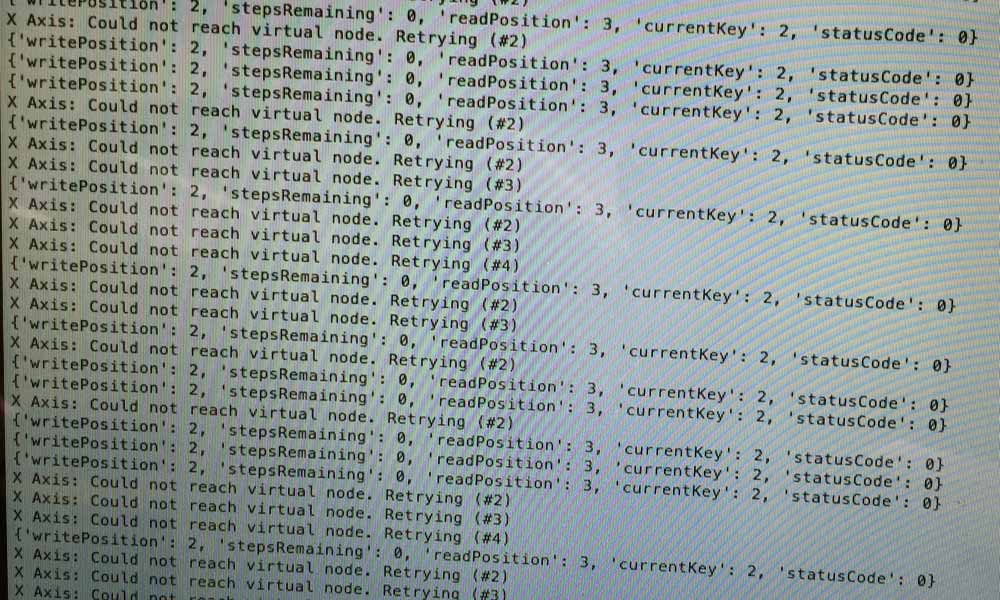 {'writePosition': 2, 'stepsRemaining': 0, 'readPosition': 3, 'currentKey': 2, 'statusCode': 0}
X Axis: Could not reach virtual node. Retrying (#2)
{'writePosition': 2, 'stepsRemaining': 0, 'readPosition': 3, 'currentKey': 2, 'statusCode': 0}
{'writePosition': 2, 'stepsRemaining': 0, 'readPosition': 3, 'currentKey': 2, 'statusCode': 0}
{'writePosition': 2, 'stepsRemaining': 0, 'readPosition': 3, 'currentKey': 2, 'statusCode': 0}
X Axis: Could not reach virtual node. Retrying (#2)
{'writePosition': 2, 'stepsRemaining': 0, 'readPosition': 3, 'currentKey': 2, 'statusCode': 0}
X Axis: Could not reach virtual node. Retrying (#2)
X Axis: Could not reach virtual node. Retrying (#3)
{'writePosition': 2, 'stepsRemaining': 0, 'readPosition': 3, 'currentKey': 2, 'statusCode': 0}
X Axis: Could not reach virtual node. Retrying (#2)
X Axis: Could not reach virtual node. Retrying (#3)
X Axis: Could not reach virtual node. Retrying (#4)
{'writePosition': 2, 'stepsRemaining': 0, 'readPosition': 3, 'currentKey': 2, 'statusCode': 0}
X Axis: Could not reach virtual node. Retrying (#2)
X Axis: Could not reach virtual node. Retrying (#3)
{'writePosition': 2, 'stepsRemaining': 0, 'readPosition': 3, 'currentKey': 2, 'statusCode': 0}
X Axis: Could not reach virtual node. Retrying (#2)
{'writePosition': 2, 'stepsRemaining': 0, 'readPosition': 3, 'currentKey': 2, 'statusCode': 0}
{'writePosition': 2, 'stepsRemaining': 0, 'readPosition': 3, 'currentKey': 2, 'statusCode': 0}
X Axis: Could not reach virtual node. Retrying (#2)
{'writePosition': 2, 'stepsRemaining': 0, 'readPosition': 3, 'currentKey': 2, 'statusCode': 0}
{'writePosition': 2, 'stepsRemaining': 0, 'readPosition': 3, 'currentKey': 2, 'statusCode': 0}
{'writePosition': 2, 'stepsRemaining': 0, 'readPosition': 3, 'currentKey': 2, 'statusCode': 0}
X Axis: Could not reach virtual node. Retrying (#2)
X Axis: Could not reach virtual node. Retrying (#3)
X Axis: Could not reach virtual node. Retrying (#4)
{'writePosition': 2, 'stepsRemaining': 0, 'readPosition': 3, 'currentKey': 2, 'statusCode': 0}
X Axis: Could not reach virtual node. Retrying (#2)
X Axis: Could not reach virtual node. Retrying (#3)
X Axis: Could not